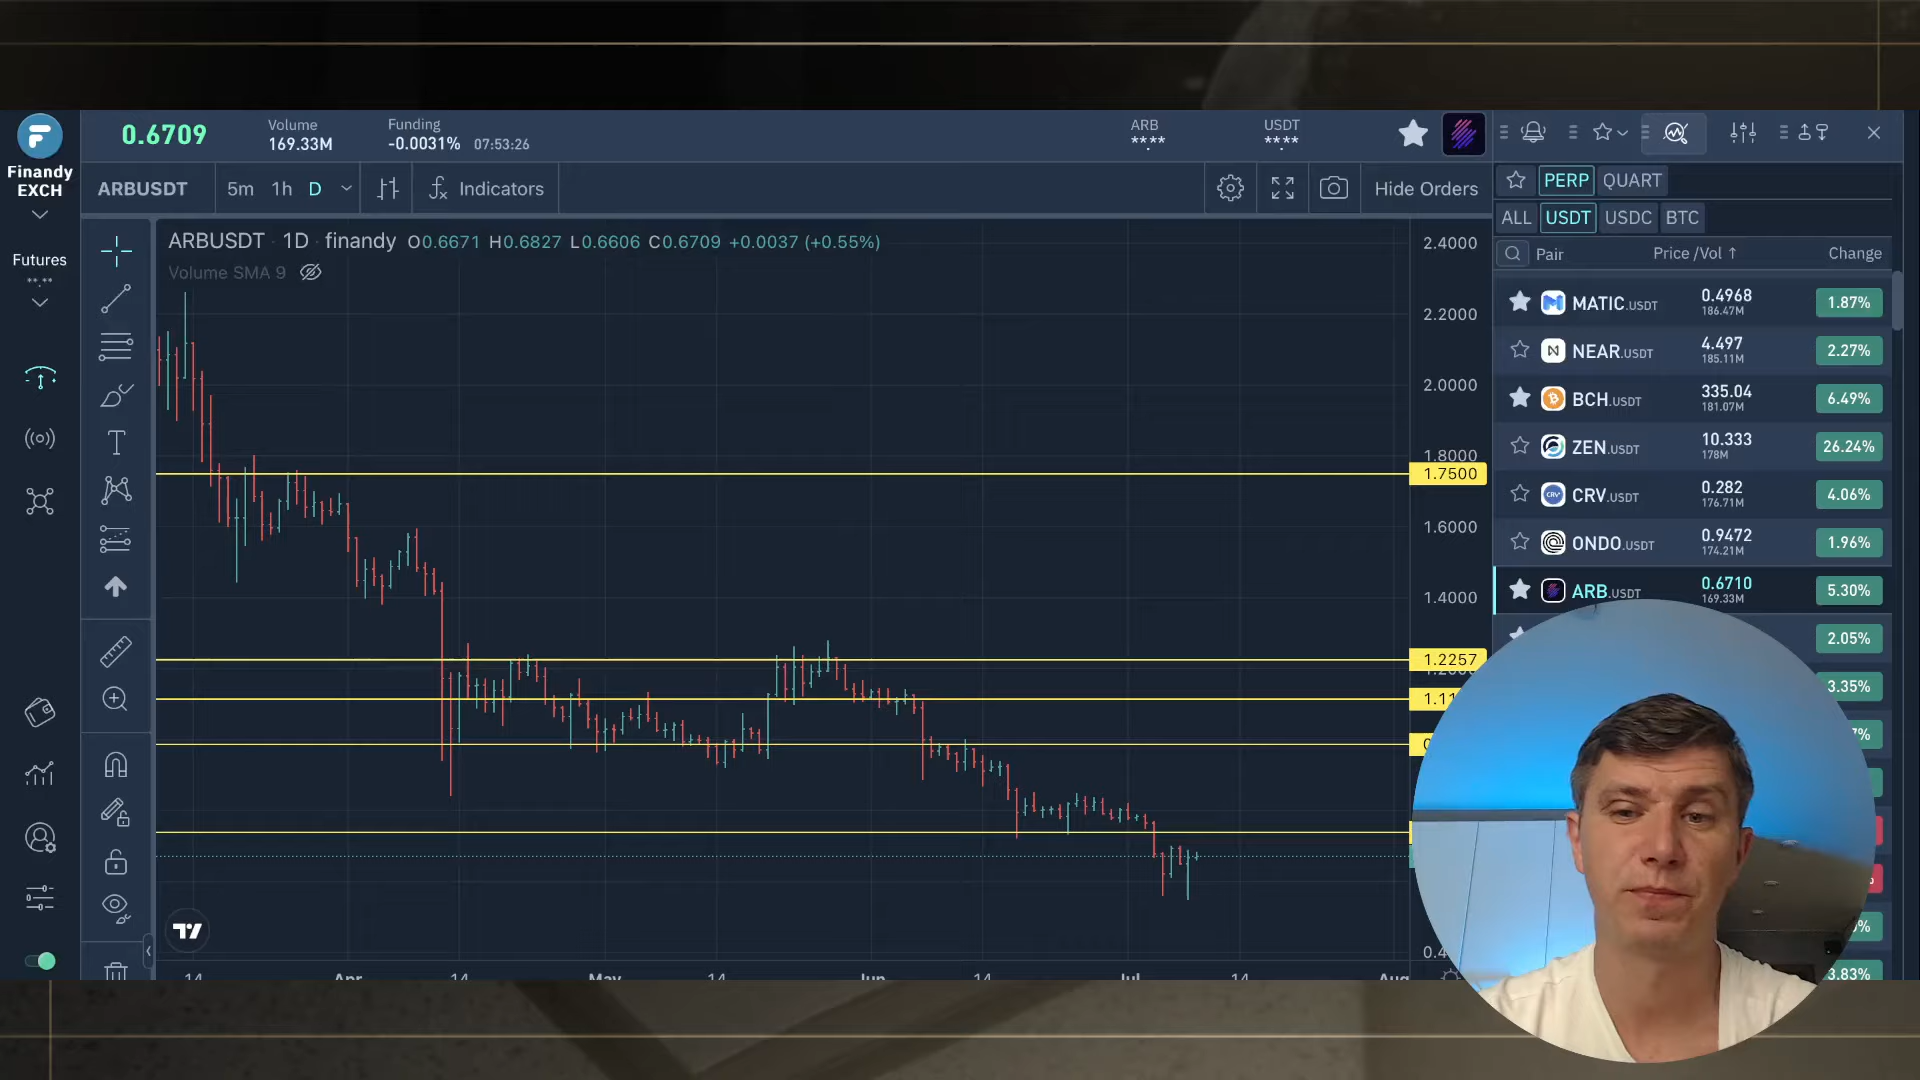 Finandy
EXCH
Futures
**.**
0.6709
Volume
169.33M
Funding
-0.0031% 07:53:26
ARB
**.**
USDT
**.**
ARBUSDT 5m 1h D Indicators Hide Orders
ARBUSDT · 1D · finandy O0.6671 H0.6827 L0.6606 C0.6709 +0.0037 (+0.55%)
Volume SMA 9
2.4000
2.2000
2.0000
1.8000
1.7500
1.6000
1.4000
1.2257
14 Apr 14 May 14 Jun 14 Jul 14 Aug
PERP QUART
ALL USDT USDC BTC
Pair Price /Vol ↑ Change
MATIC.USDT 0.4968 1.87%
186.47M
NEAR.USDT 4.497 2.27%
185.11M
BCH.USDT 335.04 6.49%
181.07M
ZEN.USDT 10.333 26.24%
178M
CRV.USDT 0.282 4.06%
176.71M
ONDO.USDT 0.9472 1.96%
174.21M
ARB.USDT 0.6710 5.30%
169.33M
2.05%
3.35%
3.83%